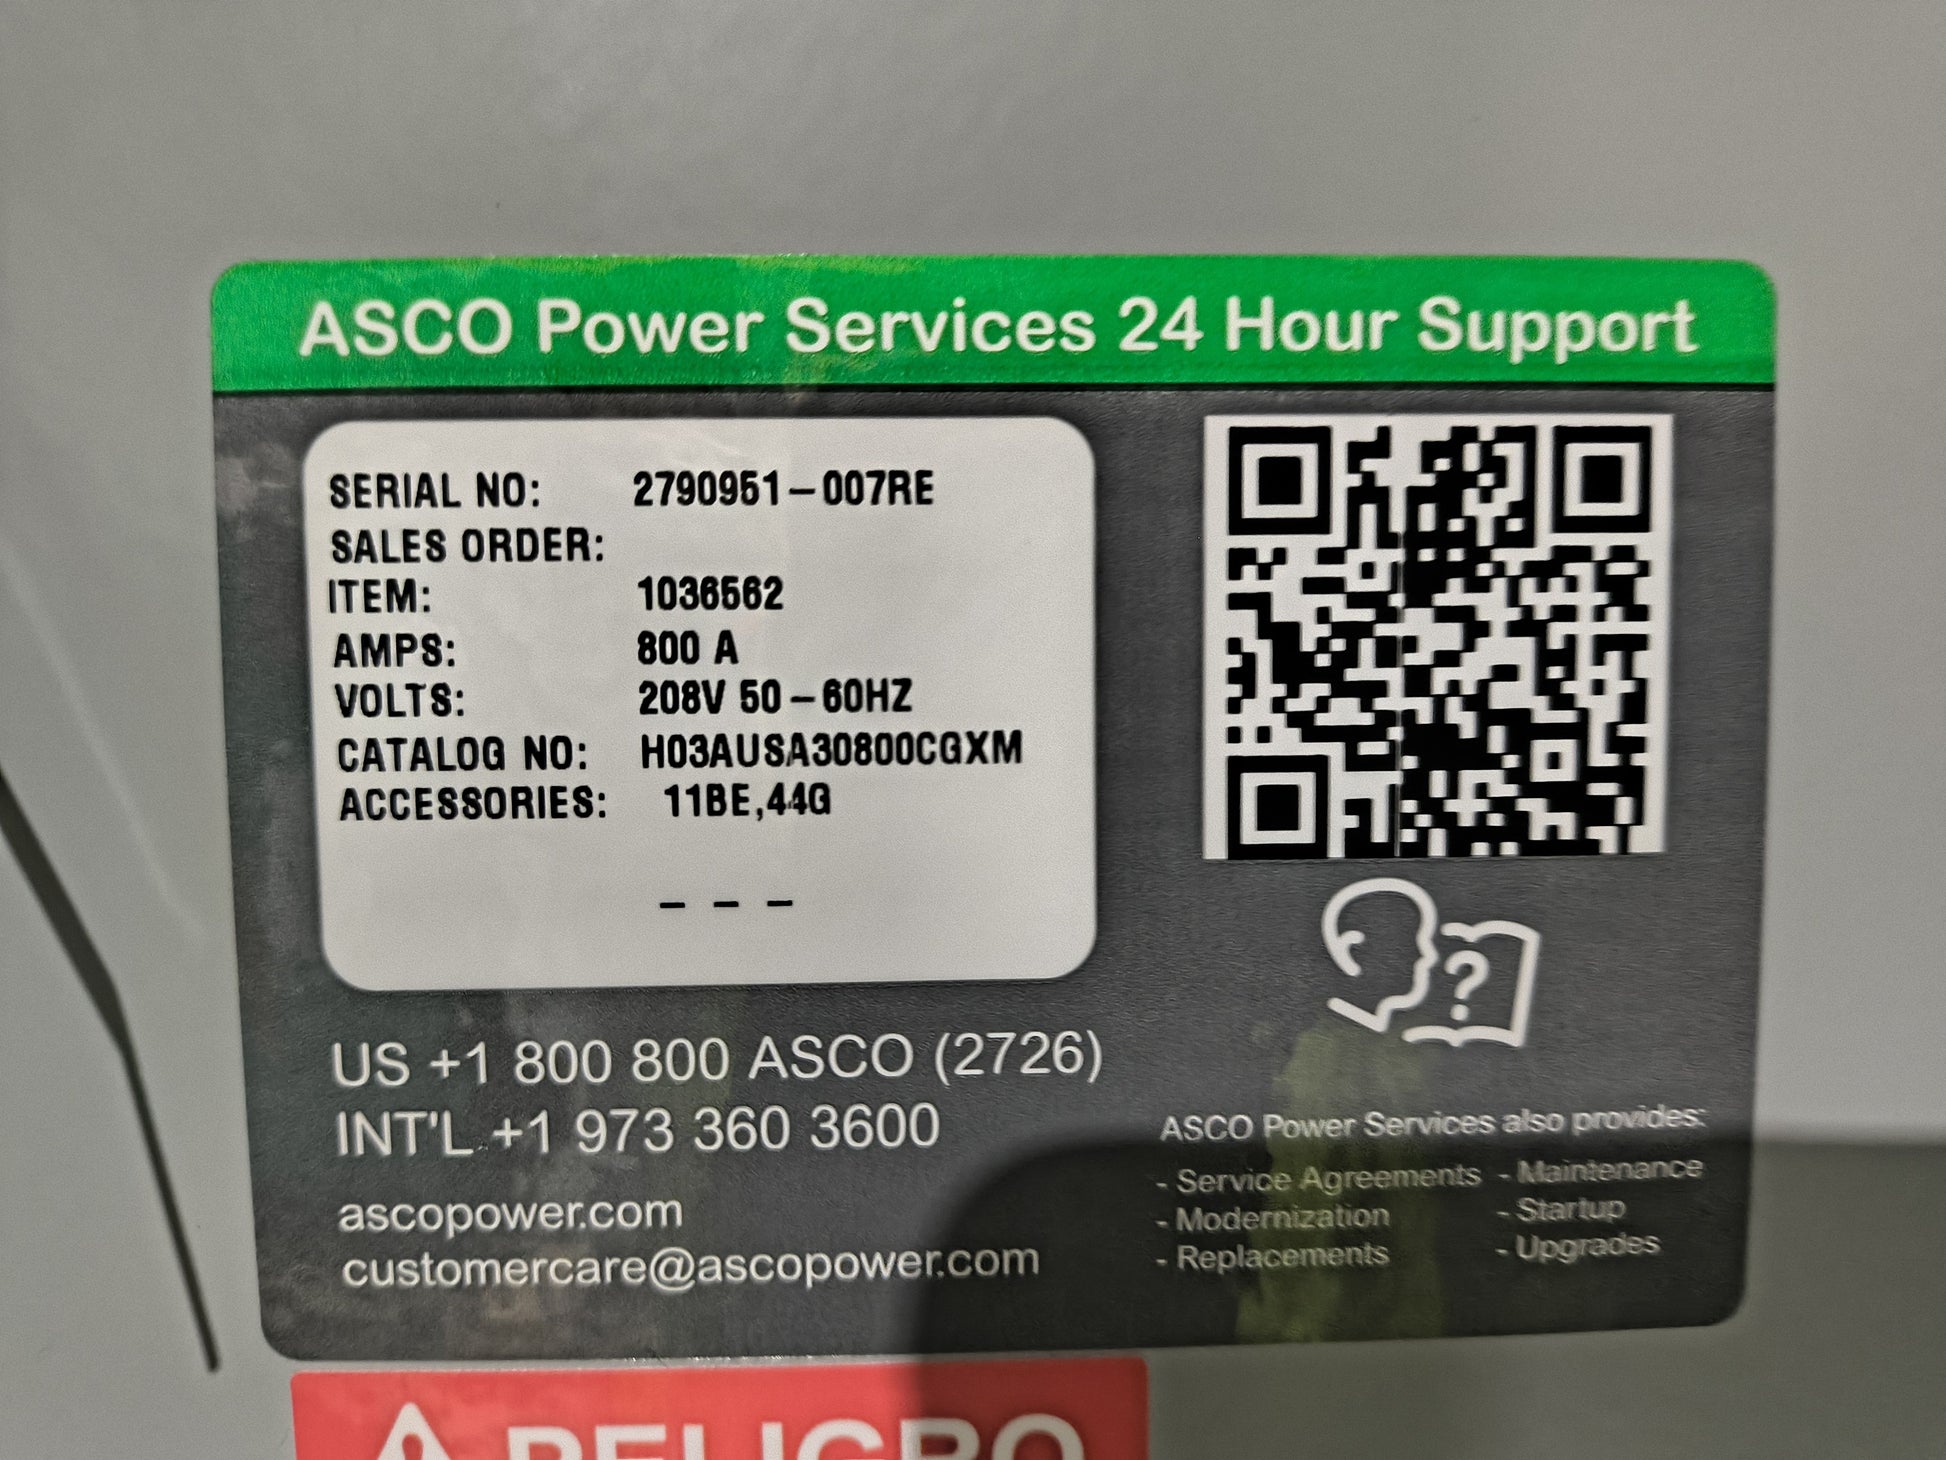 ASCO Power Services 24 Hour Support
SERIAL NO: 2790951-007RE
SALES ORDER:
ITEM: 1036562
AMPS: 800 A
VOLTS: 208V 50-60HZ
CATALOG NO: H03AUSA30800CGXM
ACCESSORIES: 11BE,44G
– – –
US +1 800 800 ASCO (2726)
INT'L +1 973 360 3600
ascopower.com
customercare@ascopower.com
?
ASCO Power Services also provides:
- Service Agreements - Maintenance
- Modernization - Startup
- Replacements - Upgrades
PELIGRO